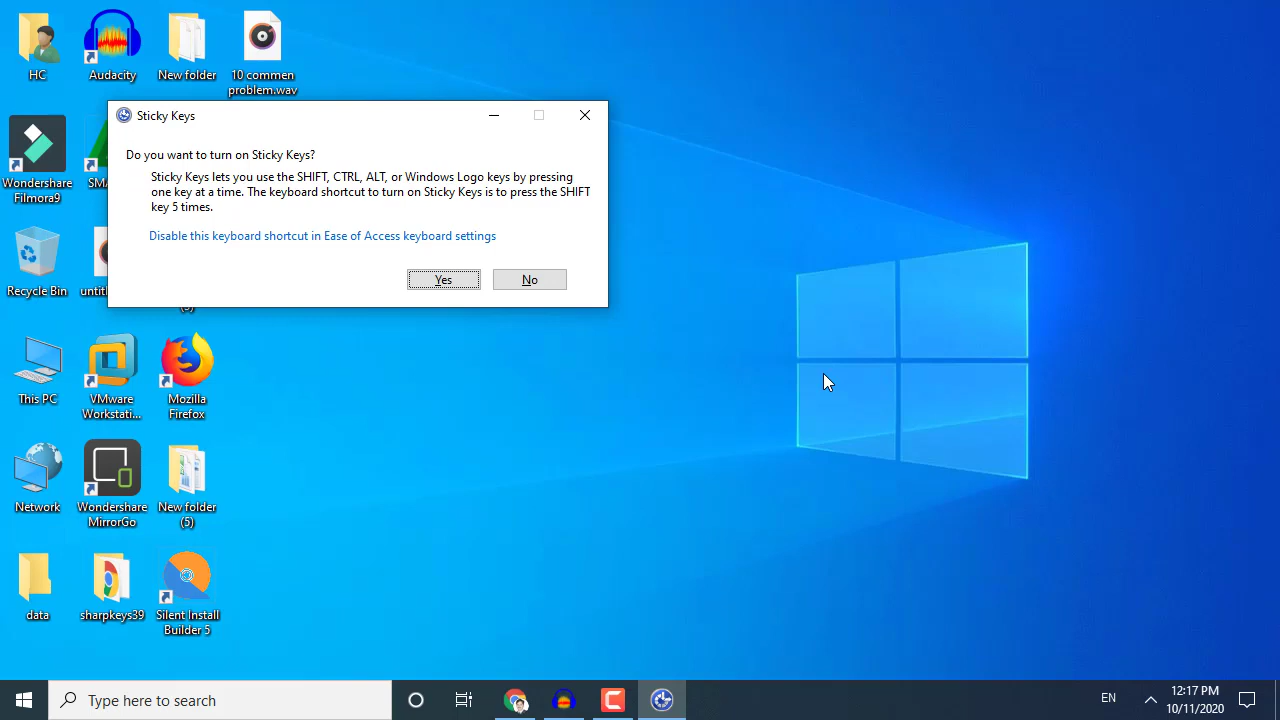 HC
Audacity
New folder
10 commen
problem.wav
Sticky Keys
Do you want to turn on Sticky Keys?
Sticky Keys lets you use the SHIFT, CTRL, ALT, or Windows Logo keys by pressing
one key at a time. The keyboard shortcut to turn on Sticky Keys is to press the SHIFT
key 5 times.
Disable this keyboard shortcut in Ease of Access keyboard settings
Yes
No
Wondershare
Filmora9
Recycle Bin
This PC
VMware
Workstati...
Mozilla
Firefox
Network
Wondershare
MirrorGo
New folder
(5)
data
sharpkeys39
Silent Install
Builder 5
Type here to search
EN
12:17 PM
10/11/2020